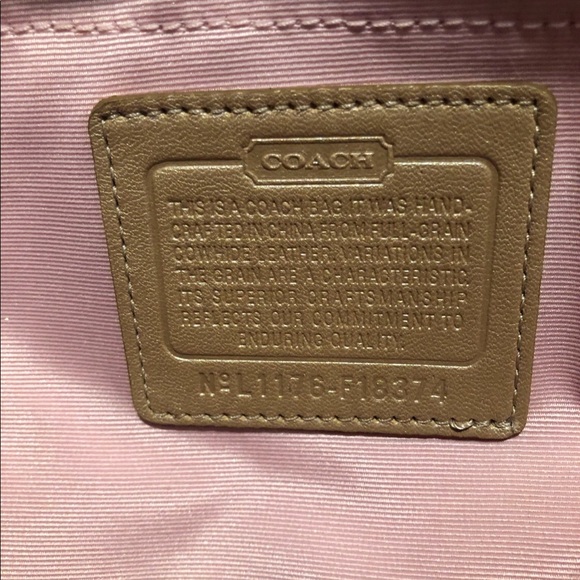 COACH
THIS IS A COACH BAG. IT WAS HAND-
CRAFTED IN CHINA FROM FULL-GRAIN
COWHIDE LEATHER. VARIATIONS IN
THE GRAIN ARE A CHARACTERISTIC
ITS SUPERIOR CRAFTSMANSHIP
REFLECTS OUR COMMITMENT TO
ENDURING QUALITY.
Nº L1176-F18374